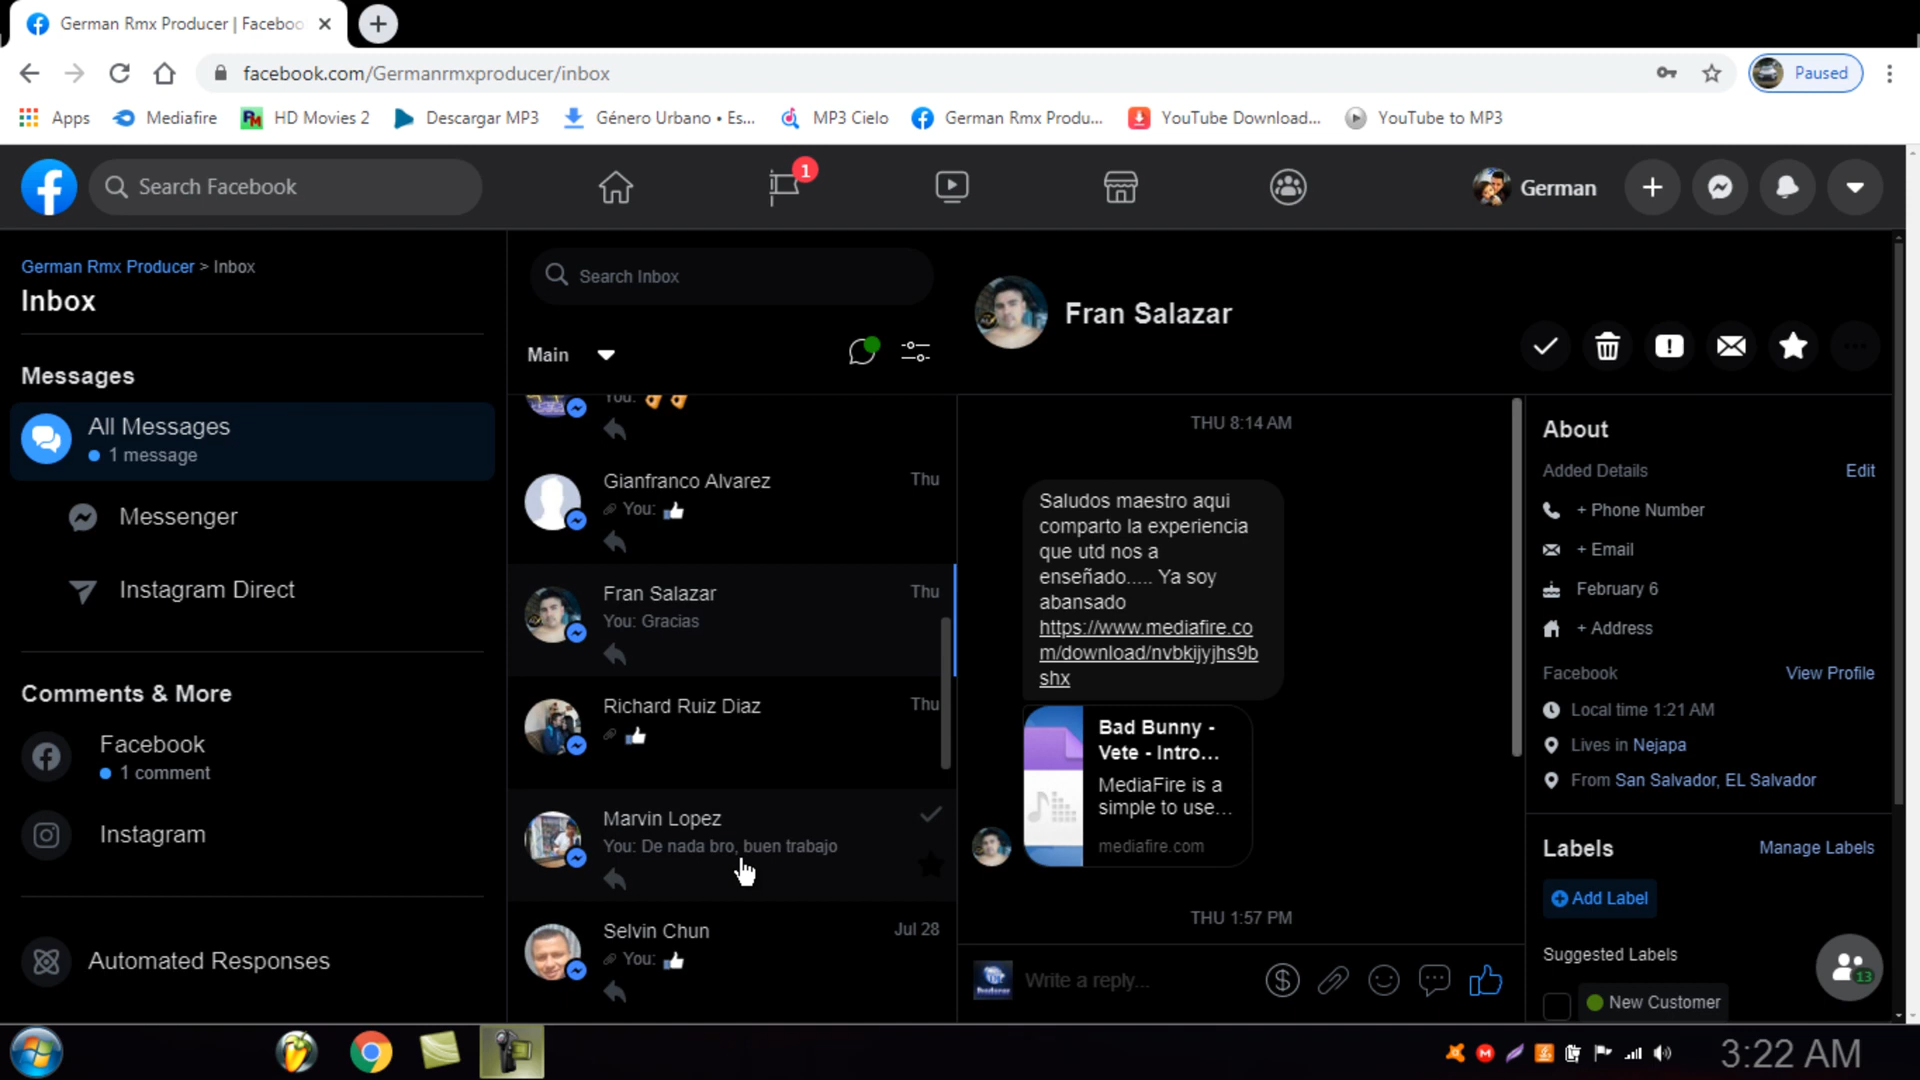 German Rmx Producer | Faceboo
facebook.com/Germanrmxproducer/inbox
Paused
Apps
Mediafire
HD Movies 2
Descargar MP3
Género Urbano • Es...
MP3 Cielo
German Rmx Produ...
YouTube Download...
YouTube to MP3
Search Facebook
1
German
German Rmx Producer > Inbox
Inbox
Messages
All Messages
1 message
Messenger
Instagram Direct
Comments & More
Facebook
1 comment
Instagram
Automated Responses
Search Inbox
Main
You:
Gianfranco Alvarez
Thu
You:
Fran Salazar
Thu
You: Gracias
Richard Ruiz Diaz
Thu
Marvin Lopez
You: De nada bro, buen trabajo
Selvin Chun
Jul 28
You:
Fran Salazar
THU 8:14 AM
Saludos maestro aqui
comparto la experiencia
que utd nos a
enseñado..... Ya soy
abansado
https://www.mediafire.co
m/download/nvbkijyjhs9b
shx
Bad Bunny -
Vete - Intro...
MediaFire is a
simple to use...
mediafire.com
THU 1:57 PM
Write a reply...
About
Added Details
Edit
+ Phone Number
+ Email
February 6
+ Address
Facebook
View Profile
Local time 1:21 AM
Lives in Nejapa
From San Salvador, EL Salvador
Labels
Manage Labels
Add Label
Suggested Labels
New Customer
13
3:22 AM